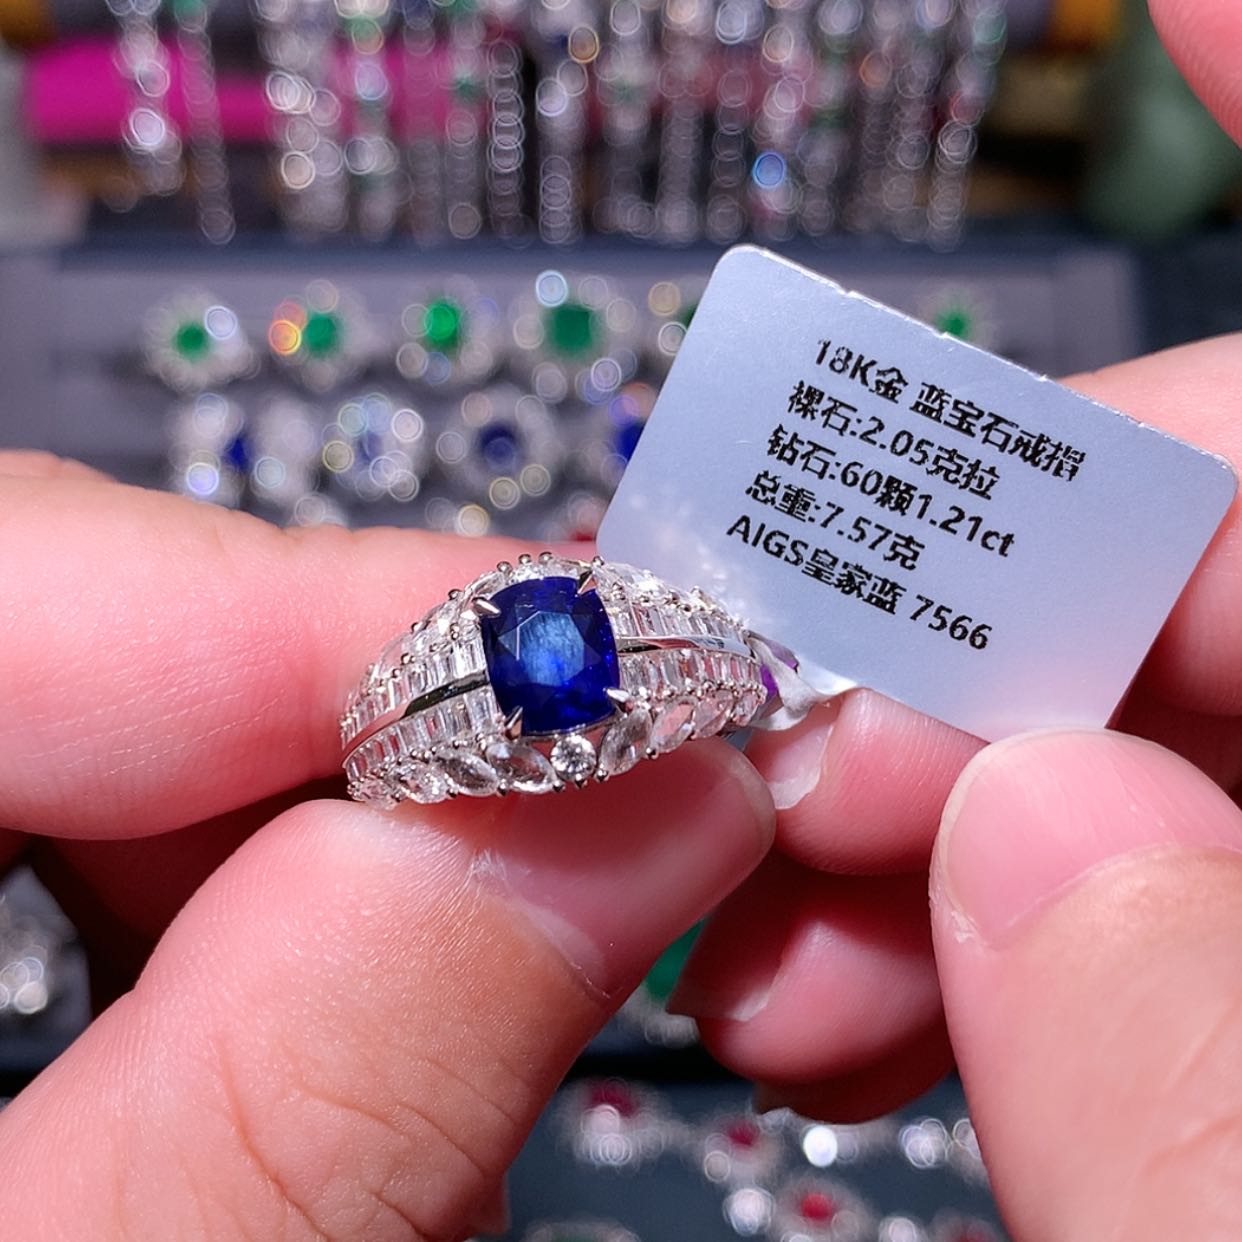 18K金 蓝宝石戒指
裸石:2.05克拉
钻石:60颗1.21ct
总重:7.57克
AIGS皇家蓝 7566